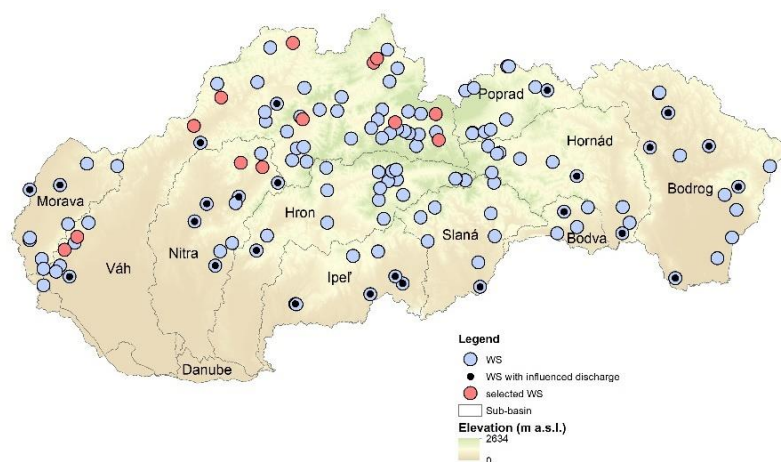 Poprad
Hornád
Bodrog
Morava
Hron
Slaná
Bodva
Nitra
Váh
Ipeľ
Danube
Legend
WS
WS with influenced discharge
selected WS
Sub-basin
Elevation (m a.s.l.)
2634
0